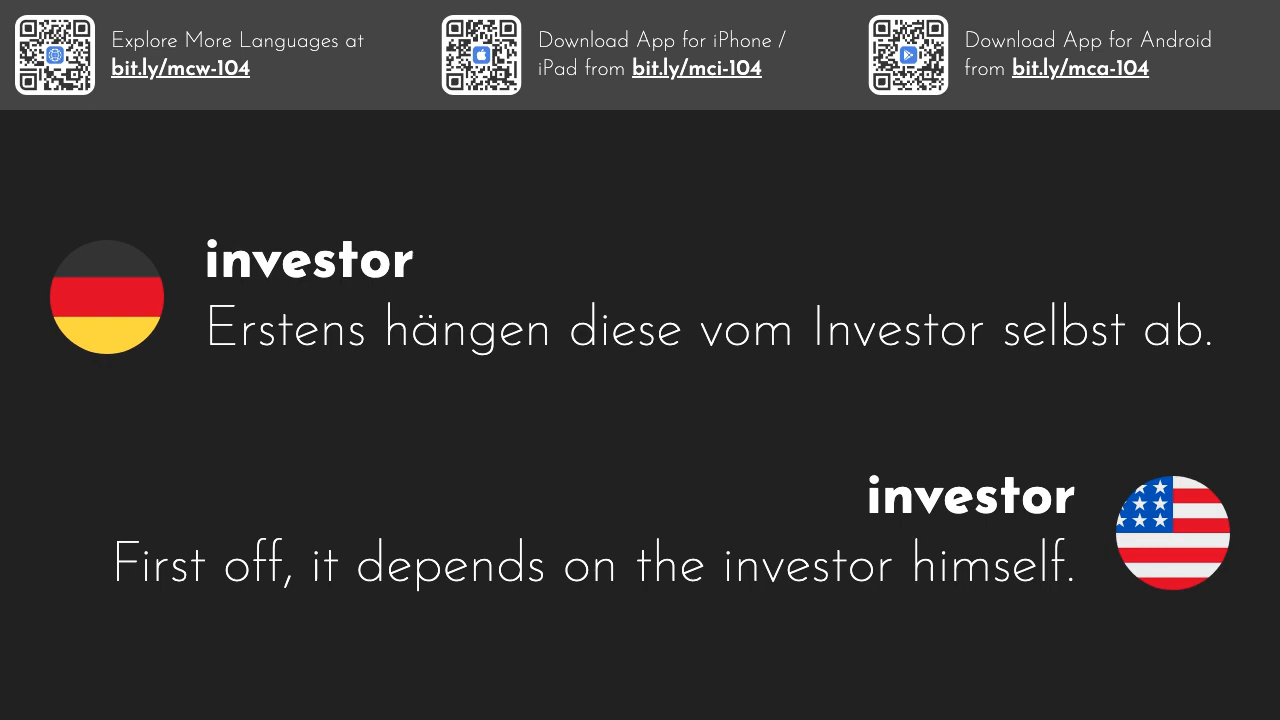 Explore More Languages at
bit.ly/mcw-104
Download App for iPhone /
iPad from bit.ly/mci-104
Download App for Android
from bit.ly/mca-104
investor
Erstens hängen diese vom Investor selbst ab.
investor
First off, it depends on the investor himself.